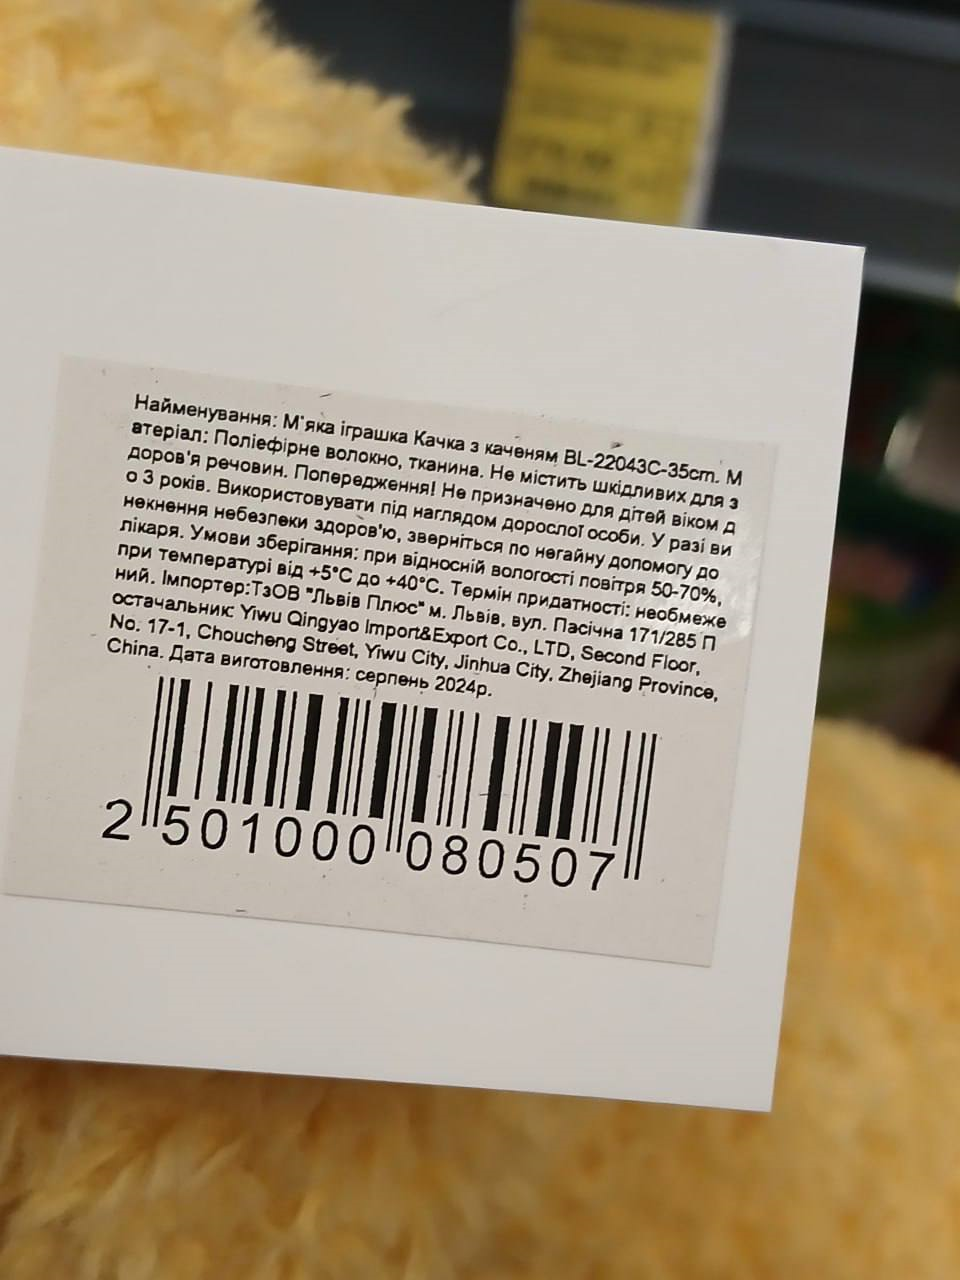 Найменування: М'яка іграшка Качка з каченям BL-22043C-35cm. М
атеріал: Поліефірне волокно, тканина. Не містить шкідливих для з
доров'я речовин. Попередження! Не призначено для дітей віком д
о 3 років. Використовувати під наглядом дорослої особи. У разі ви
некнення небезпеки здоров'ю, зверніться по негайну допомогу до
лікаря. Умови зберігання: при відносній вологості повітря 50-70%,
при температурі від +5°C до +40°C. Термін придатності: необмеже
ний. Імпортер:ТзОВ "Львів Плюс" м. Львів, вул. Пасічна 171/285 П
остачальник: Yiwu Qingyao Import&Export Co., LTD, Second Floor,
No. 17-1, Choucheng Street, Yiwu City, Jinhua City, Zhejiang Province,
China. Дата виготовлення: серпень 2024р.
2 501000 080507